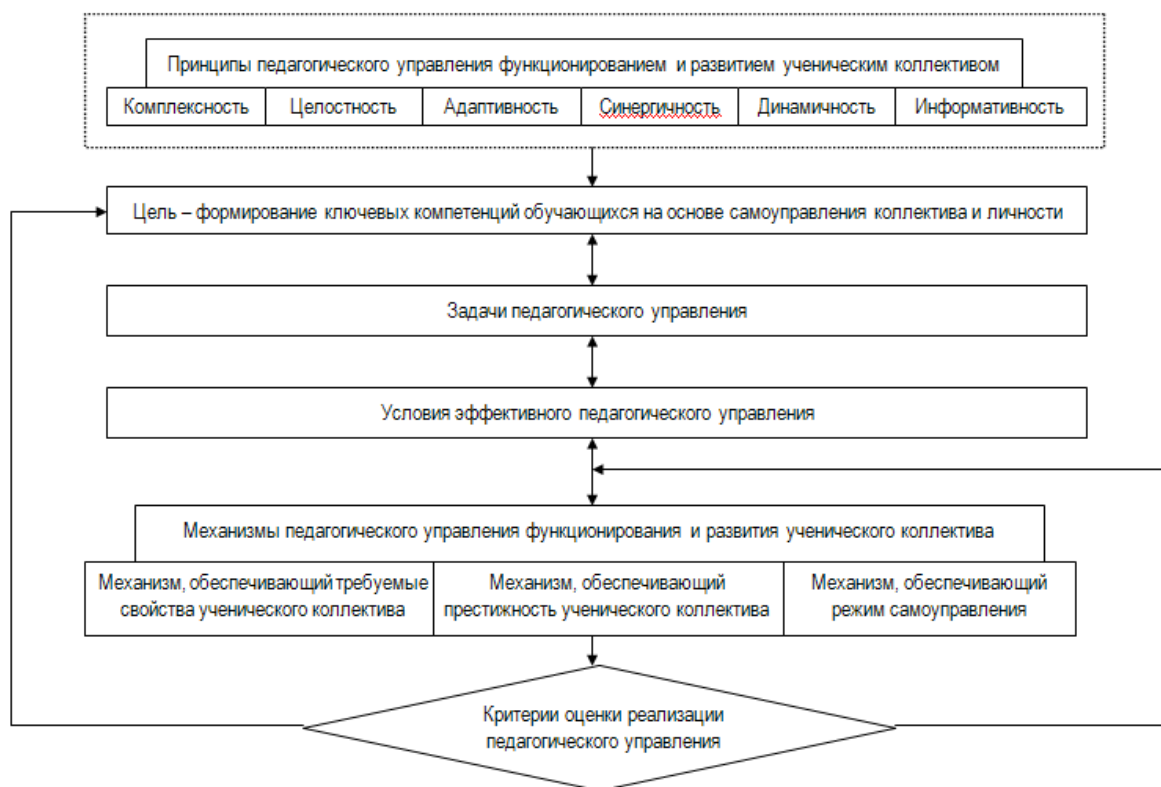 Принципы педагогического управления функционированием и развитием ученическим коллективом
Комплексность
Целостность
Адаптивность
Синергичность
Динамичность
Информативность
Цель – формирование ключевых компетенций обучающихся на основе самоуправления коллектива и личности
Задачи педагогического управления
Условия эффективного педагогического управления
Механизмы педагогического управления функционирования и развития ученического коллектива
Механизм, обеспечивающий требуемые
свойства ученического коллектива
Механизм, обеспечивающий
престижность ученического коллектива
Механизм, обеспечивающий
режим самоуправления
Критерии оценки реализации
педагогического управления